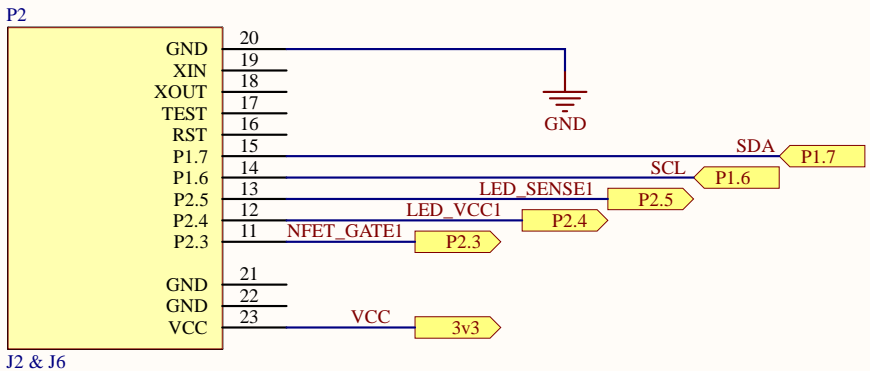 P2
GND 20
XIN 19
XOUT 18
TEST 17
RST 16
GND
P1.7 15 SDA P1.7
P1.6 14 SCL P1.6
P2.5 13 LED_SENSE1 P2.5
P2.4 12 LED_VCC1 P2.4
P2.3 11 NFET_GATE1 P2.3
GND 21
GND 22
VCC 23 VCC 3v3
J2 & J6